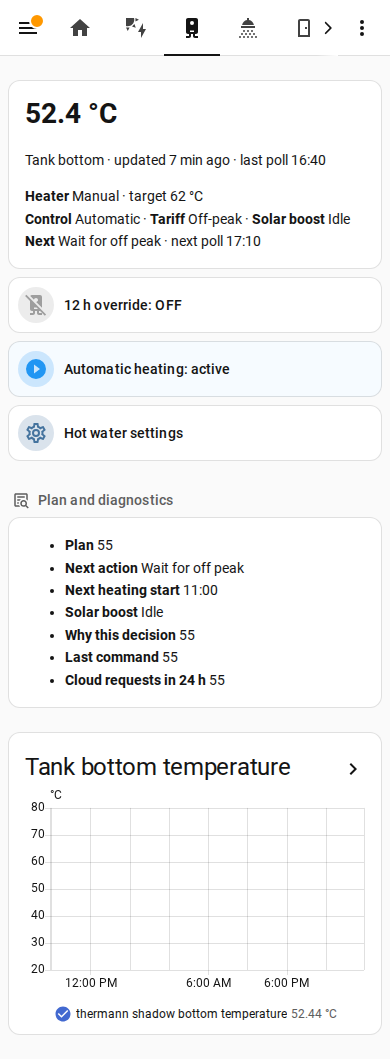 52.4 °C
Tank bottom · updated 7 min ago · last poll 16:40
Heater Manual · target 62 °C
Control Automatic · Tariff Off-peak · Solar boost Idle
Next Wait for off peak · next poll 17:10
12 h override: OFF
Automatic heating: active
Hot water settings
Plan and diagnostics
Plan 55
Next action Wait for off peak
Next heating start 11:00
Solar boost Idle
Why this decision 55
Last command 55
Cloud requests in 24 h 55
Tank bottom temperature
°C
80
70
60
50
40
30
20
12:00 PM 6:00 AM 6:00 PM
thermann shadow bottom temperature 52.44 °C